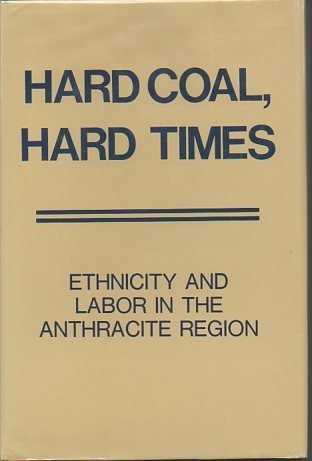 HARD COAL,
HARD TIMES
ETHNICITY AND
LABOR IN THE
ANTHRACITE REGION